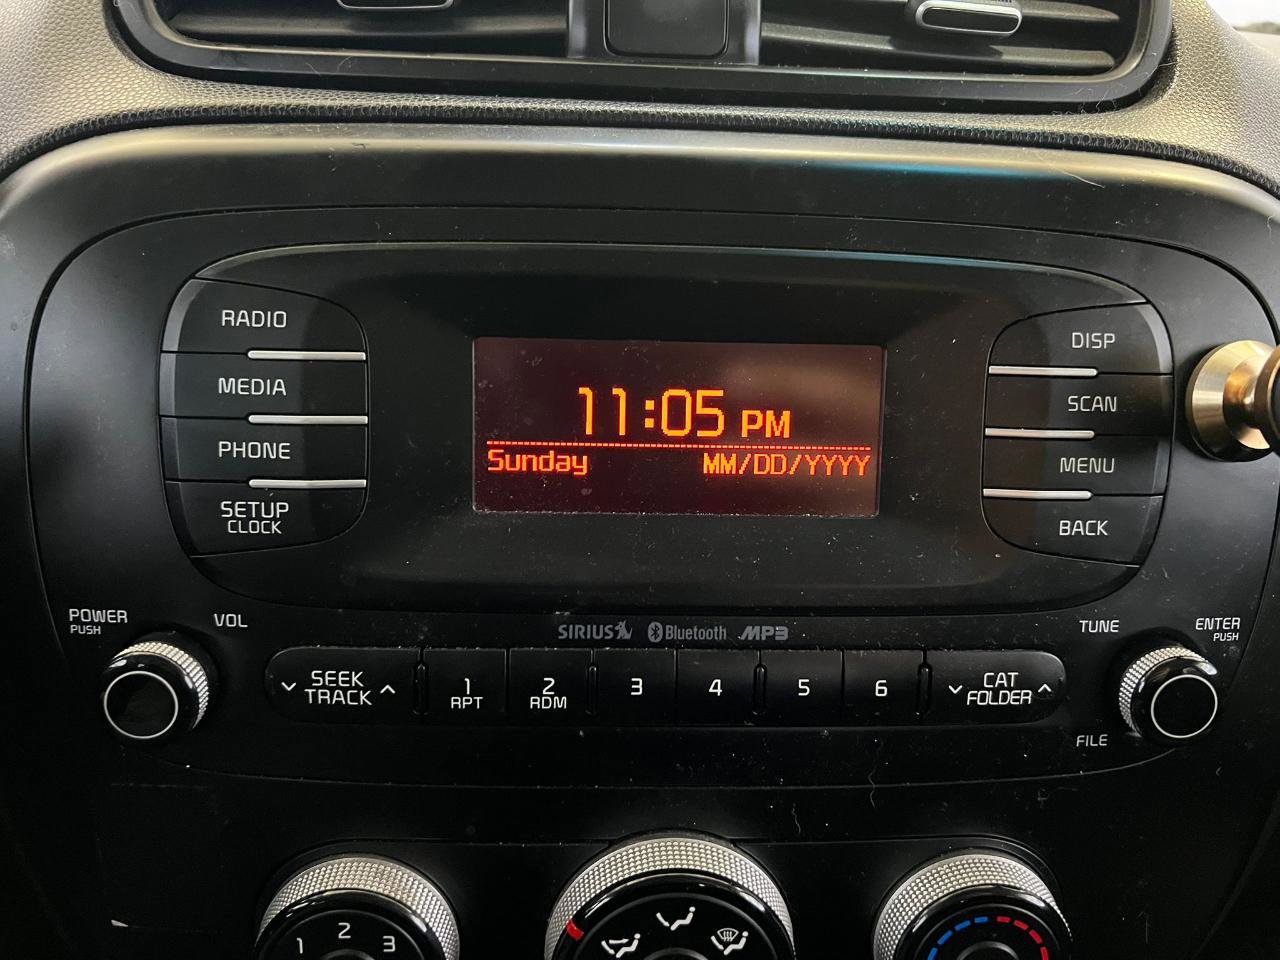 RADIO
MEDIA
PHONE
SETUP
CLOCK
11:05 PM
Sunday MM/DD/YYYY
DISP
SCAN
MENU
BACK
POWER
PUSH
VOL
SIRIUS Bluetooth MP3
TUNE
ENTER
PUSH
SEEK
TRACK
1
RPT
2
RDM
3
4
5
6
CAT
FOLDER
FILE
1 2 3